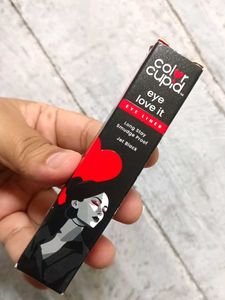 color
cupid
eye
love it
EYE LINER
Long Stay
Smudge Proof
Jet Black